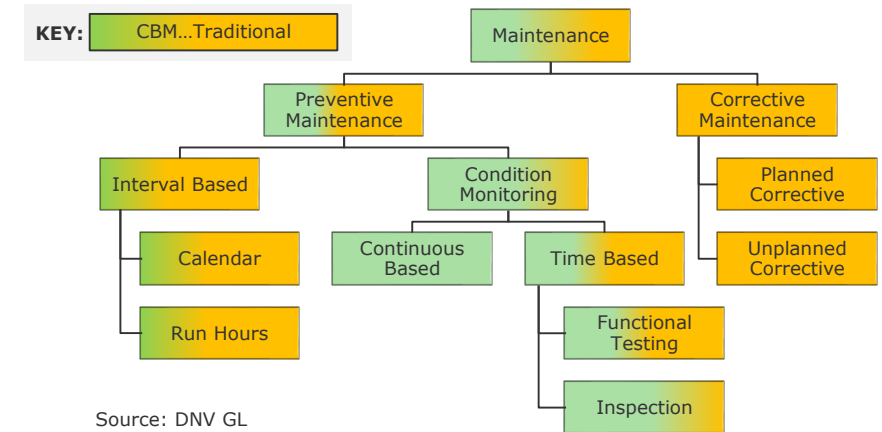 KEY:
CBM...Traditional
Maintenance
Preventive
Maintenance
Corrective
Maintenance
Interval Based
Condition
Monitoring
Planned
Corrective
Calendar
Continuous
Based
Time Based
Unplanned
Corrective
Run Hours
Functional
Testing
Inspection
Source: DNV GL